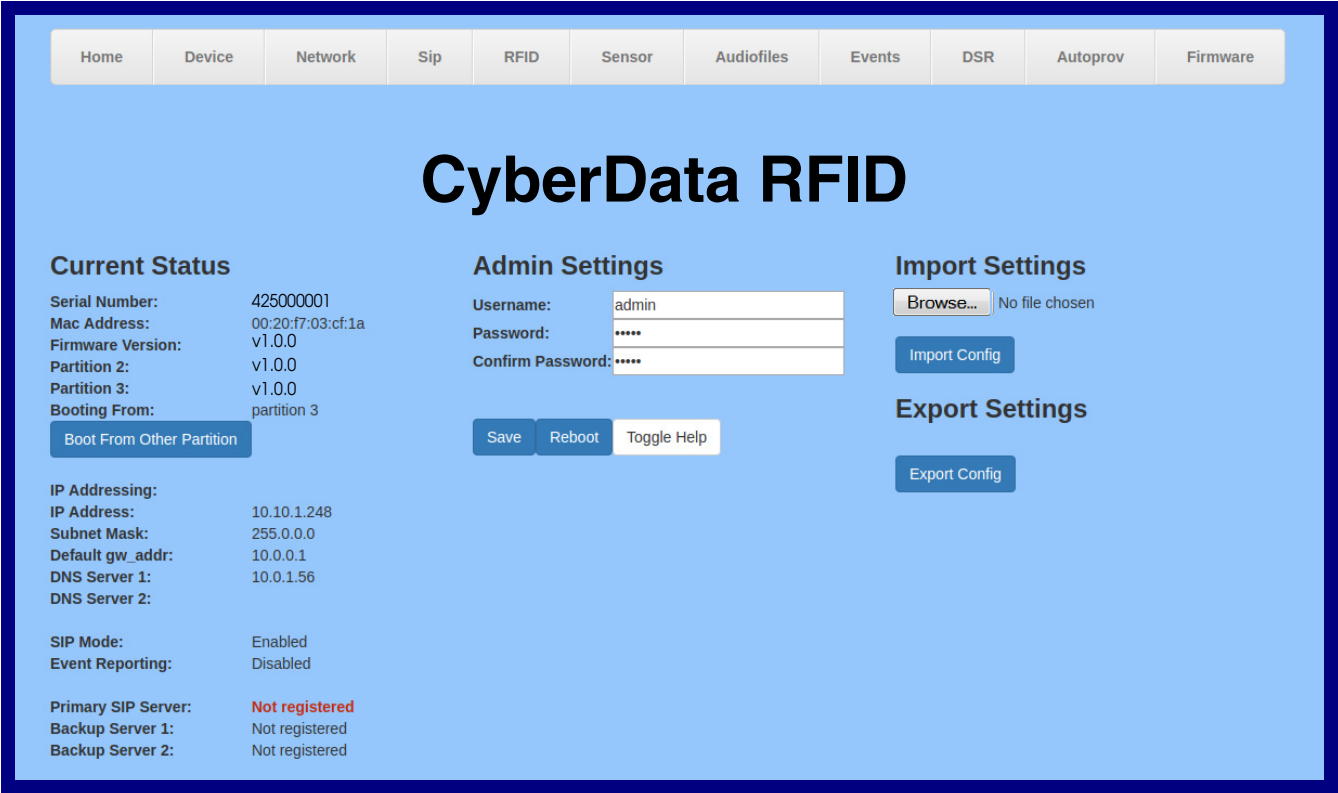 Home Device Network Sip RFID Sensor Audiofiles Events DSR Autoprov Firmware
CyberData RFID
Current Status
Serial Number: 425000001
Mac Address: 00:20:f7:03:cf:1a
Firmware Version: v1.0.0
Partition 2: v1.0.0
Partition 3: v1.0.0
Booting From: partition 3
Boot From Other Partition
IP Addressing:
IP Address: 10.10.1.248
Subnet Mask: 255.0.0.0
Default gw_addr: 10.0.0.1
DNS Server 1: 10.0.1.56
DNS Server 2:
SIP Mode: Enabled
Event Reporting: Disabled
Primary SIP Server: Not registered
Backup Server 1: Not registered
Backup Server 2: Not registered
Admin Settings
Username: admin
Password: •••••
Confirm Password: •••••
Save Reboot Toggle Help
Import Settings
Browse... No file chosen
Import Config
Export Settings
Export Config